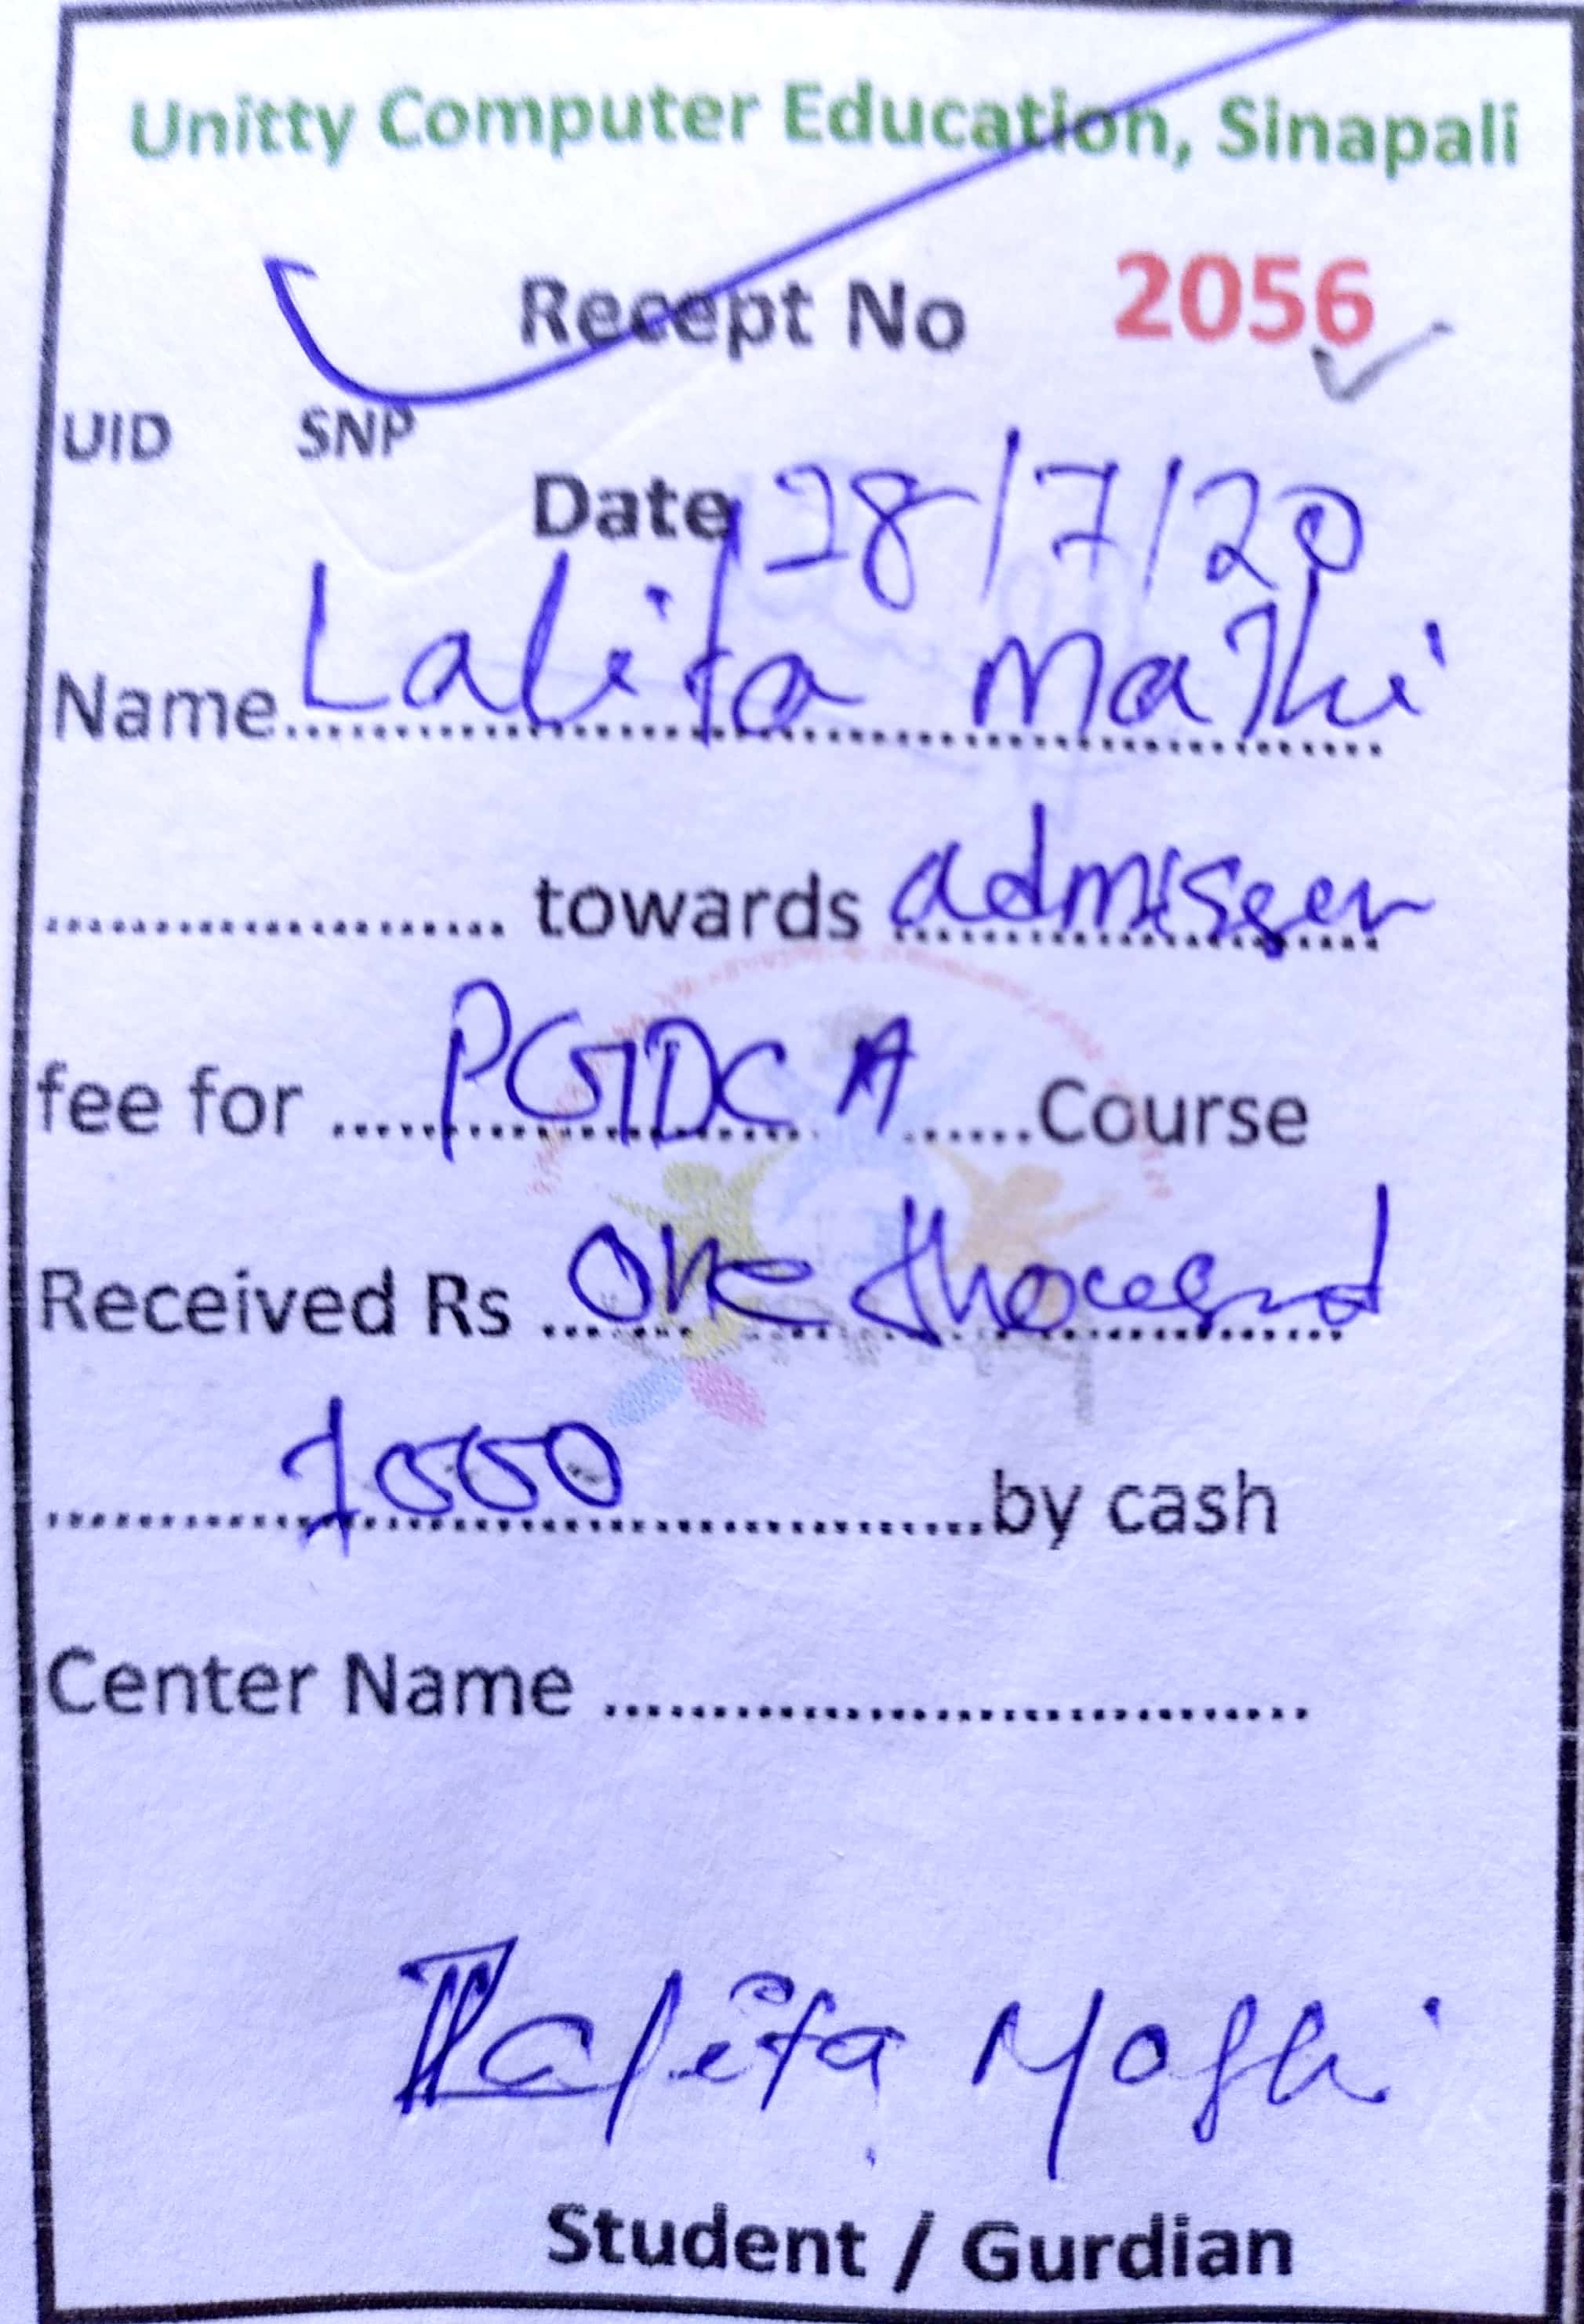 Unitty Computer Education, Sinapali
Recept No 2056
UID SNP
Date 28/7/20
Name Lalita Majhi
towards admission
fee for PGDCA Course
Received Rs One thousand
1000 by cash
Center Name
Lalita Majhi
Student / Gurdian